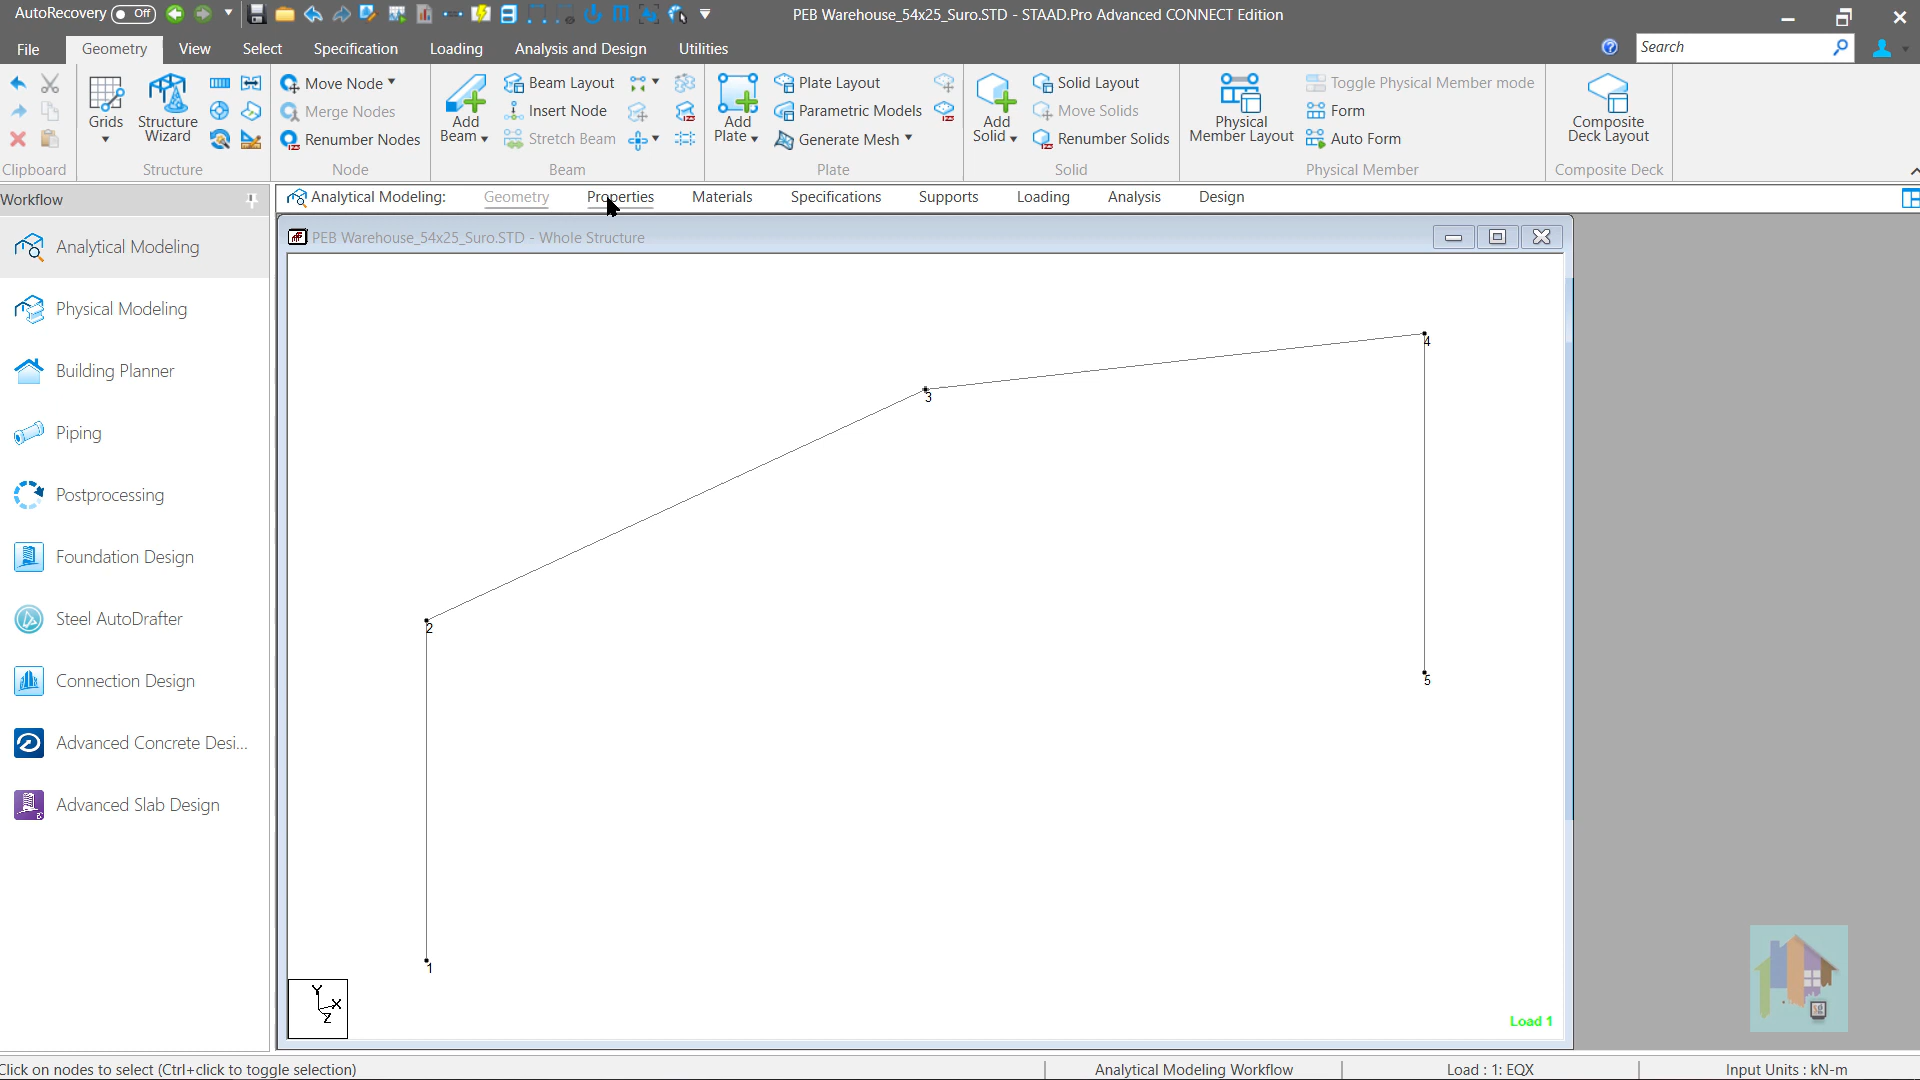 AutoRecovery Off
PEB Warehouse_54x25_Suro.STD - STAAD.Pro Advanced CONNECT Edition
File Geometry View Select Specification Loading Analysis and Design Utilities
Search
Grids
Structure Wizard
Move Node
Merge Nodes
Renumber Nodes
Add Beam
Beam Layout
Insert Node
Stretch Beam
Add Plate
Plate Layout
Parametric Models
Generate Mesh
Add Solid
Solid Layout
Move Solids
Renumber Solids
Physical Member Layout
Toggle Physical Member mode
Form
Auto Form
Composite Deck Layout
Clipboard Structure Node Beam Plate Solid Physical Member Composite Deck
Workflow
Analytical Modeling: Geometry Properties Materials Specifications Supports Loading Analysis Design
PEB Warehouse_54x25_Suro.STD - Whole Structure
Analytical Modeling
Physical Modeling
Building Planner
Piping
Postprocessing
Foundation Design
Steel AutoDrafter
Connection Design
Advanced Concrete Desi...
Advanced Slab Design
4
3
2
5
1
Y
X
Z
Load 1
Click on nodes to select (Ctrl+click to toggle selection)
Analytical Modeling Workflow
Load : 1: EQX
Input Units : kN-m